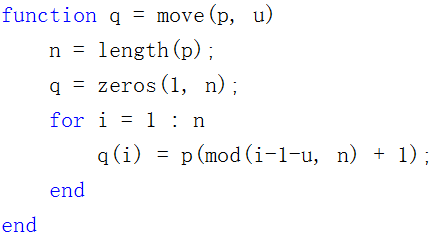 function q = move(p, u)
    n = length(p);
    q = zeros(1, n);
    for i = 1 : n
        q(i) = p(mod(i-1-u, n) + 1);
    end
end